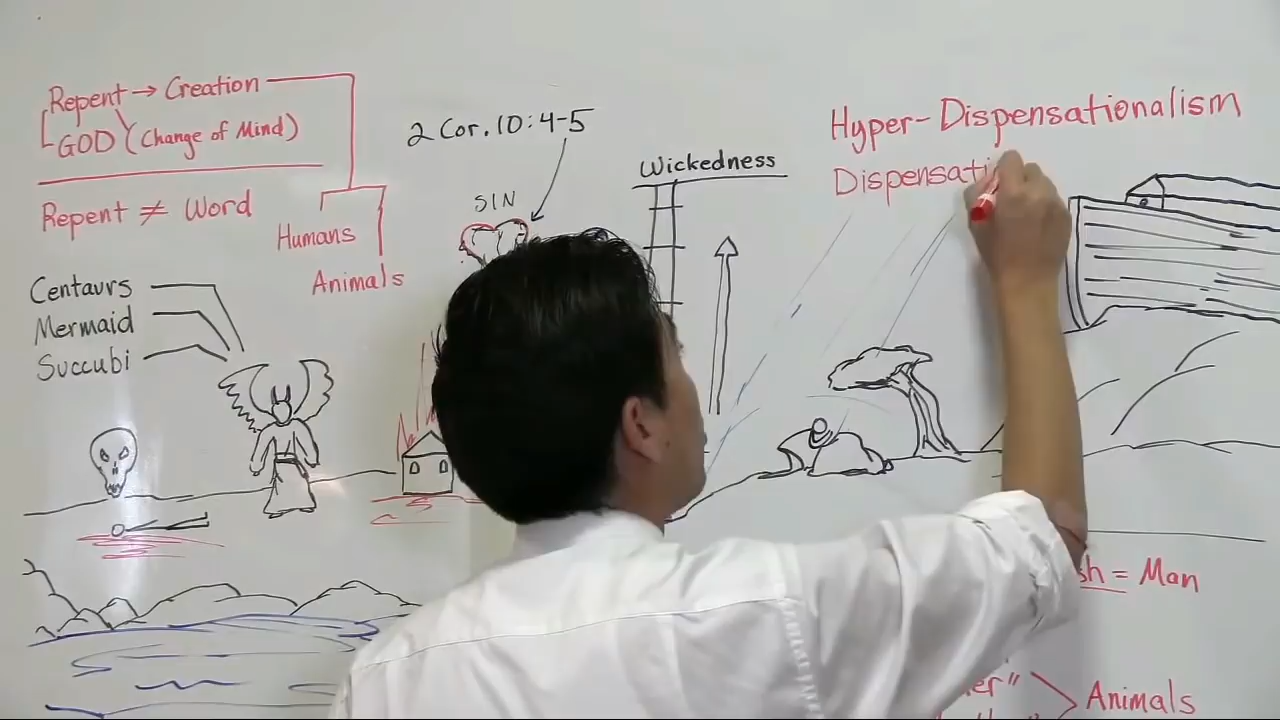 Repent → Creation
GOD (Change of Mind)
Repent ≠ Word
Humans
Animals
Centaurs
Mermaid
Succubi
2 Cor. 10:4-5
SIN
Wickedness
Hyper-Dispensationalism
Dispensati
sh = Man
er"
Animals